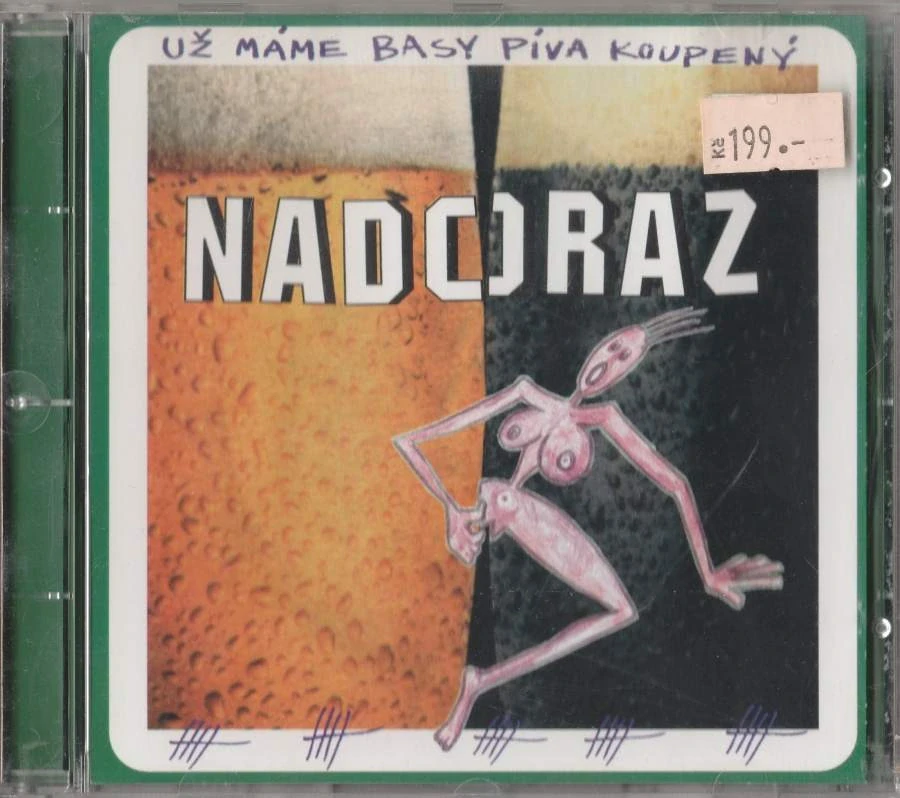 UŽ MÁME BASY PÍVA KOUPENÝ
Kč 199.-
NADORAZ